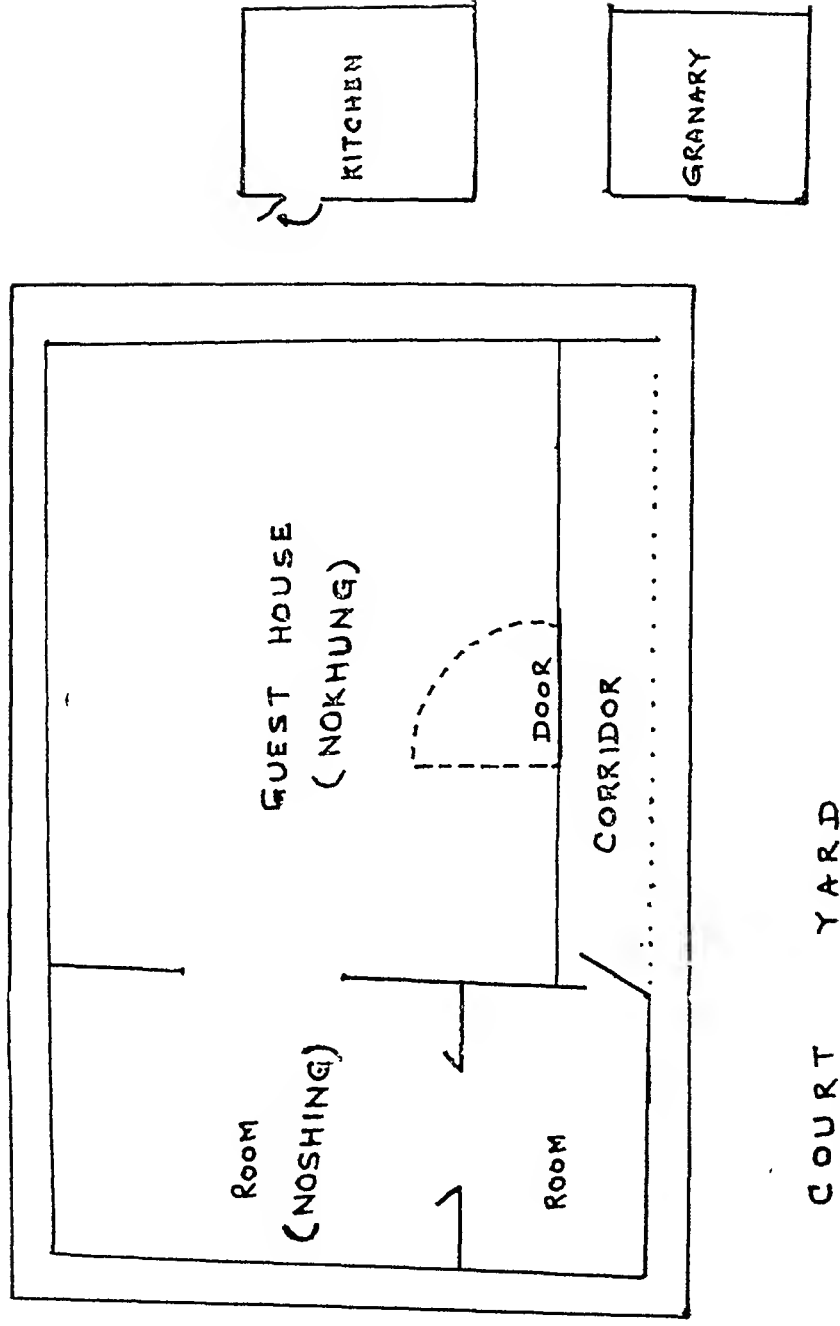 KITCHEN
GRANARY
GUEST HOUSE
(NOKHUNG)
DOOR
CORRIDOR
ROOM
(NOSHING)
ROOM
COURT YARD